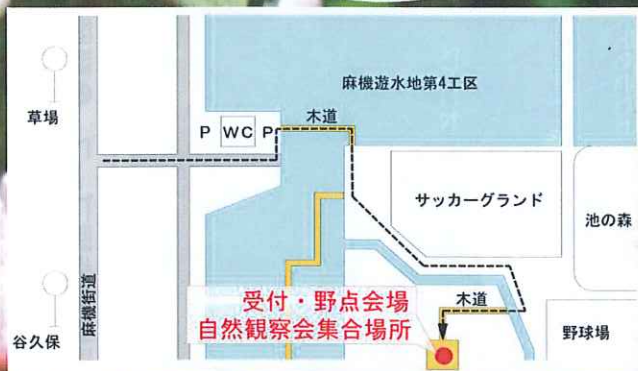 麻機遊水地第4工区
草場
P WC P
木道
サッカーグランド
池の森
麻機街道
受付・野点会場
自然観察会集合場所
木道
谷久保
野球場